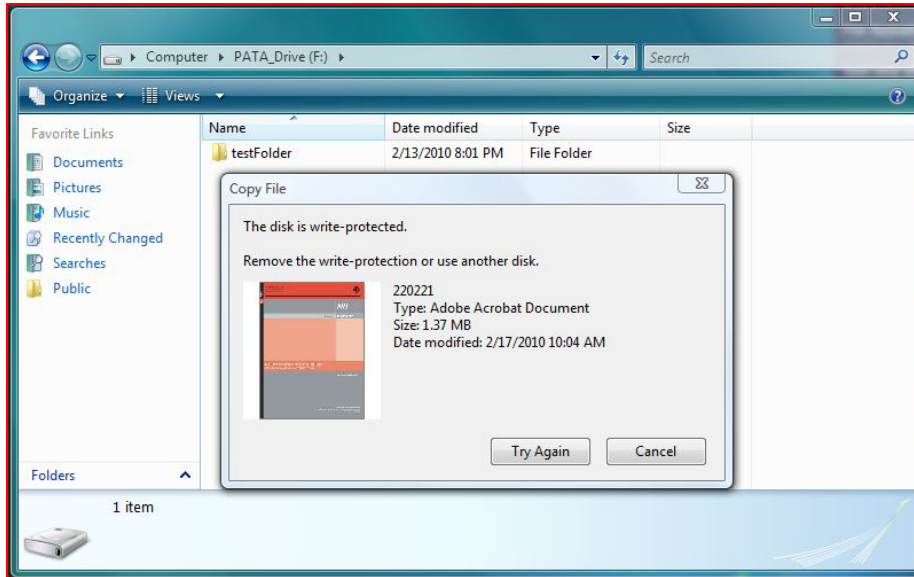 Computer PATA_Drive (F:) Search
Organize Views
Favorite Links
Documents
Pictures
Music
Recently Changed
Searches
Public
Folders
Name Date modified Type Size
testFolder 2/13/2010 8:01 PM File Folder
Copy File
The disk is write-protected.
Remove the write-protection or use another disk.
220221
Type: Adobe Acrobat Document
Size: 1.37 MB
Date modified: 2/17/2010 10:04 AM
Try Again Cancel
1 item